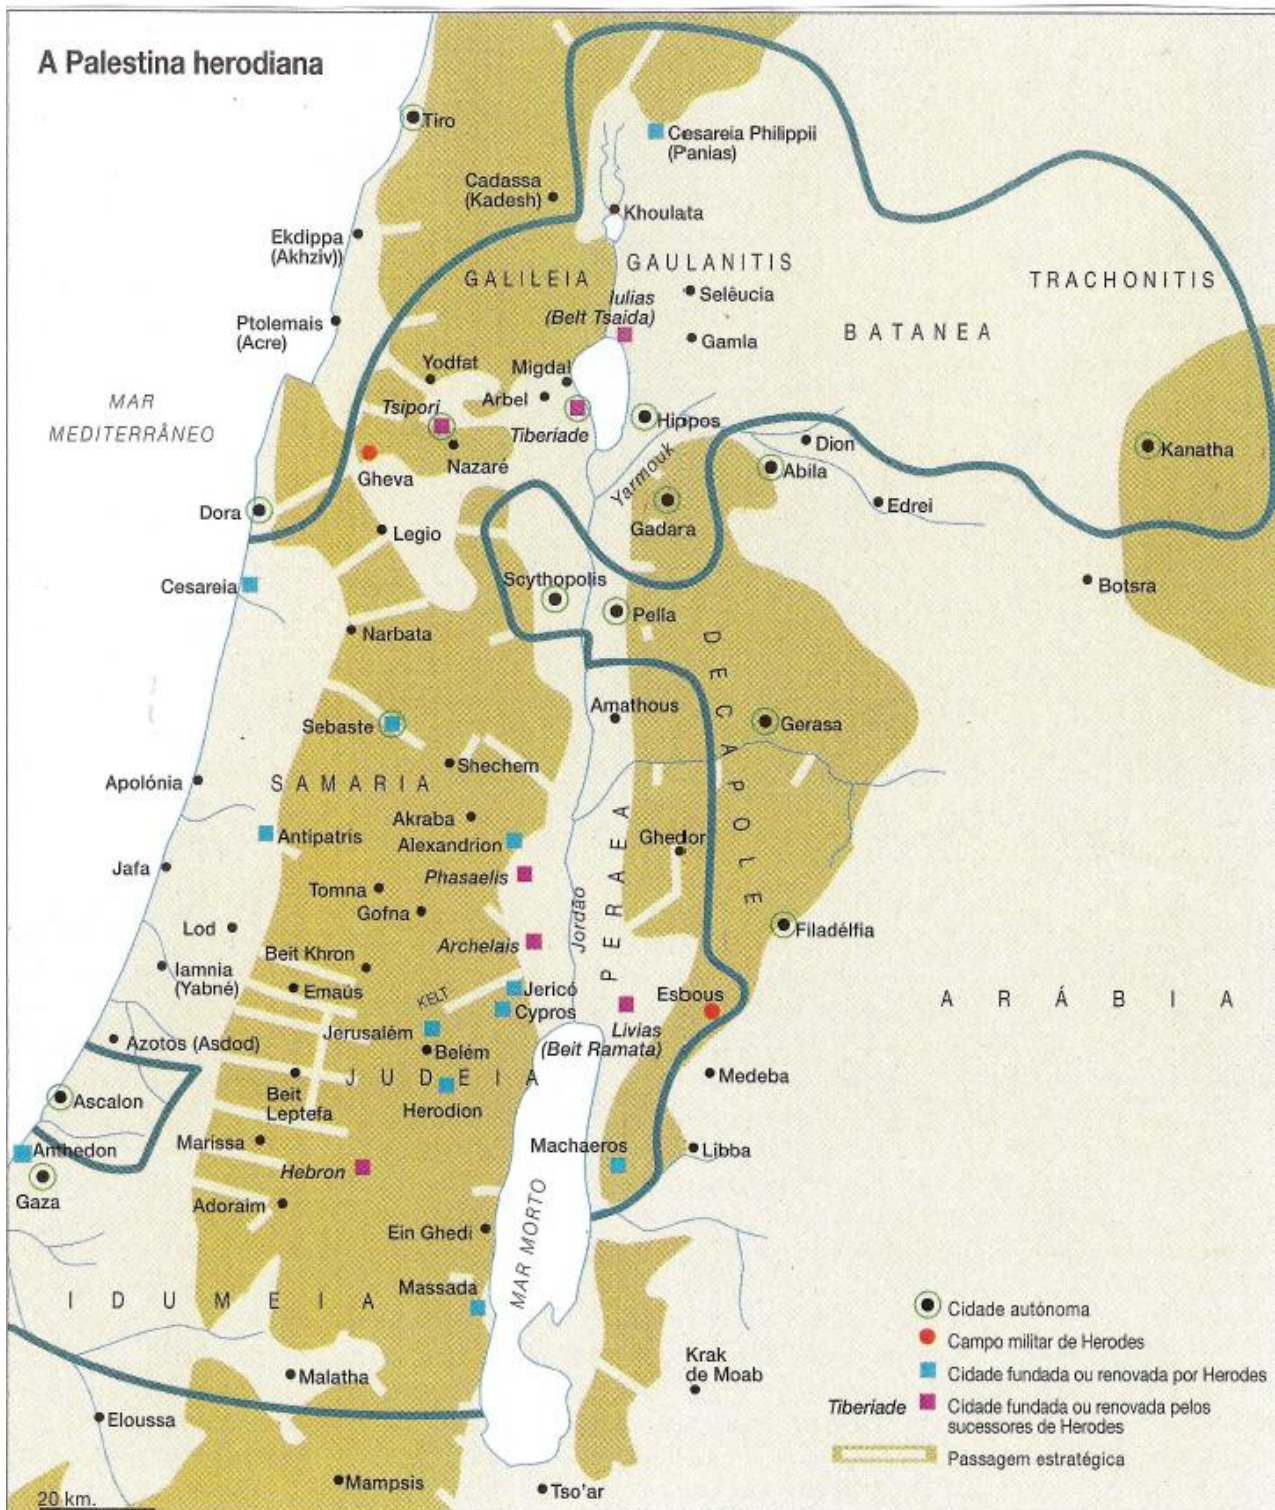 A Palestina herodiana
Tiro
Cesareia Philippii
(Panias)
Cadassa
(Kadesh)
Khoulata
Ekdippa
(Akhziv))
GALILEIA
GAULANITIS
TRACHONITIS
Selêucia
Iulias
(Belt Tsaida)
Ptolemais
(Acre)
BATANEA
Gamla
Yodfat
Migdal
MAR
MEDITERRÂNEO
Tsipori
Arbel
Tiberíade
Hippos
Dion
Kanatha
Nazaré
Gheva
Yarmouk
Abila
Dora
Legio
Gadara
Edrei
Cesareia
Scythopolis
Pella
Botsra
Narbata
DECAPOLE
Amathous
Sebaste
Gerasa
Shechem
Apolónia
SAMARIA
Akraba
Antipatris
Alexandrion
Ghedor
Jafa
Phasaelis
PERAEA
Tomna
Gofna
Jordão
Lod
Archelais
Filadélfia
Beit Khron
Iamnia
(Yabné)
Emaús
KELT
Jericó
Esbous
ARÁBIA
Cypros
Jerusalém
Livias
(Beit Ramata)
Azotos (Asdod)
Belém
JUDEIA
Medeba
Ascalon
Beit
Leptefa
Herodion
Anthedon
Marissa
Machaeros
Libba
Gaza
Hebron
Adoraim
MAR MORTO
Ein Ghedi
IDUMEIA
Massada
Malatha
Krak
de Moab
Eloussa
Mampsis
Tso'ar
20 km.
Cidade autónoma
Campo militar de Herodes
Cidade fundada ou renovada por Herodes
Tiberiade
Cidade fundada ou renovada pelos
sucessores de Herodes
Passagem estratégica